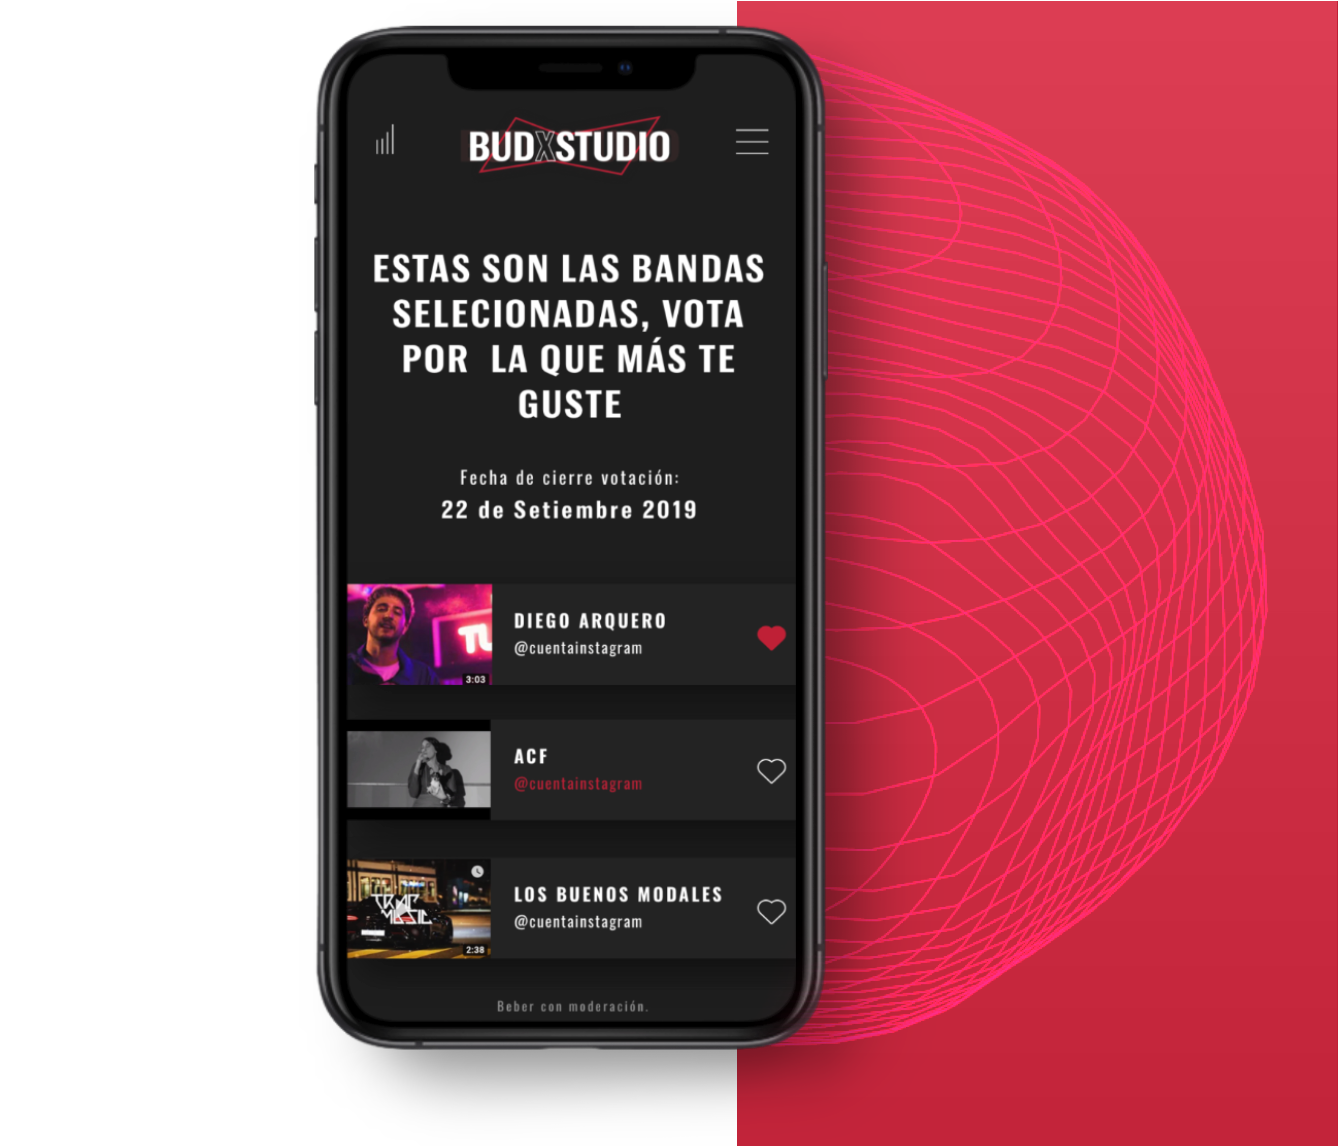 BUDXSTUDIO
ESTAS SON LAS BANDAS
SELECIONADAS, VOTA
POR LA QUE MÁS TE
GUSTE
Fecha de cierre votación:
22 de Setiembre 2019
TU
3:03
DIEGO ARQUERO
@cuentainstagram
ACF
@cuentainstagram
TRAP
MUSIC
2:38
LOS BUENOS MODALES
@cuentainstagram
Beber con moderación.